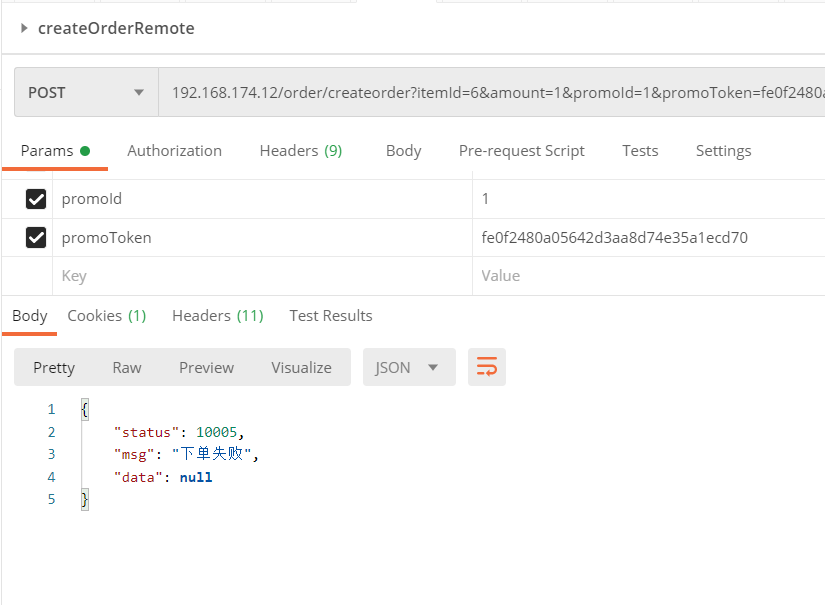 createOrderRemote
POST 192.168.174.12/order/createorder?itemId=6&amount=1&promoId=1&promoToken=fe0f2480a
Params Authorization Headers (9) Body Pre-request Script Tests Settings
promoId 1
promoToken fe0f2480a05642d3aa8d74e35a1ecd70
Key Value
Body Cookies (1) Headers (11) Test Results
Pretty Raw Preview Visualize JSON
1 {
2 "status": 10005,
3 "msg": "下单失败",
4 "data": null
5 }